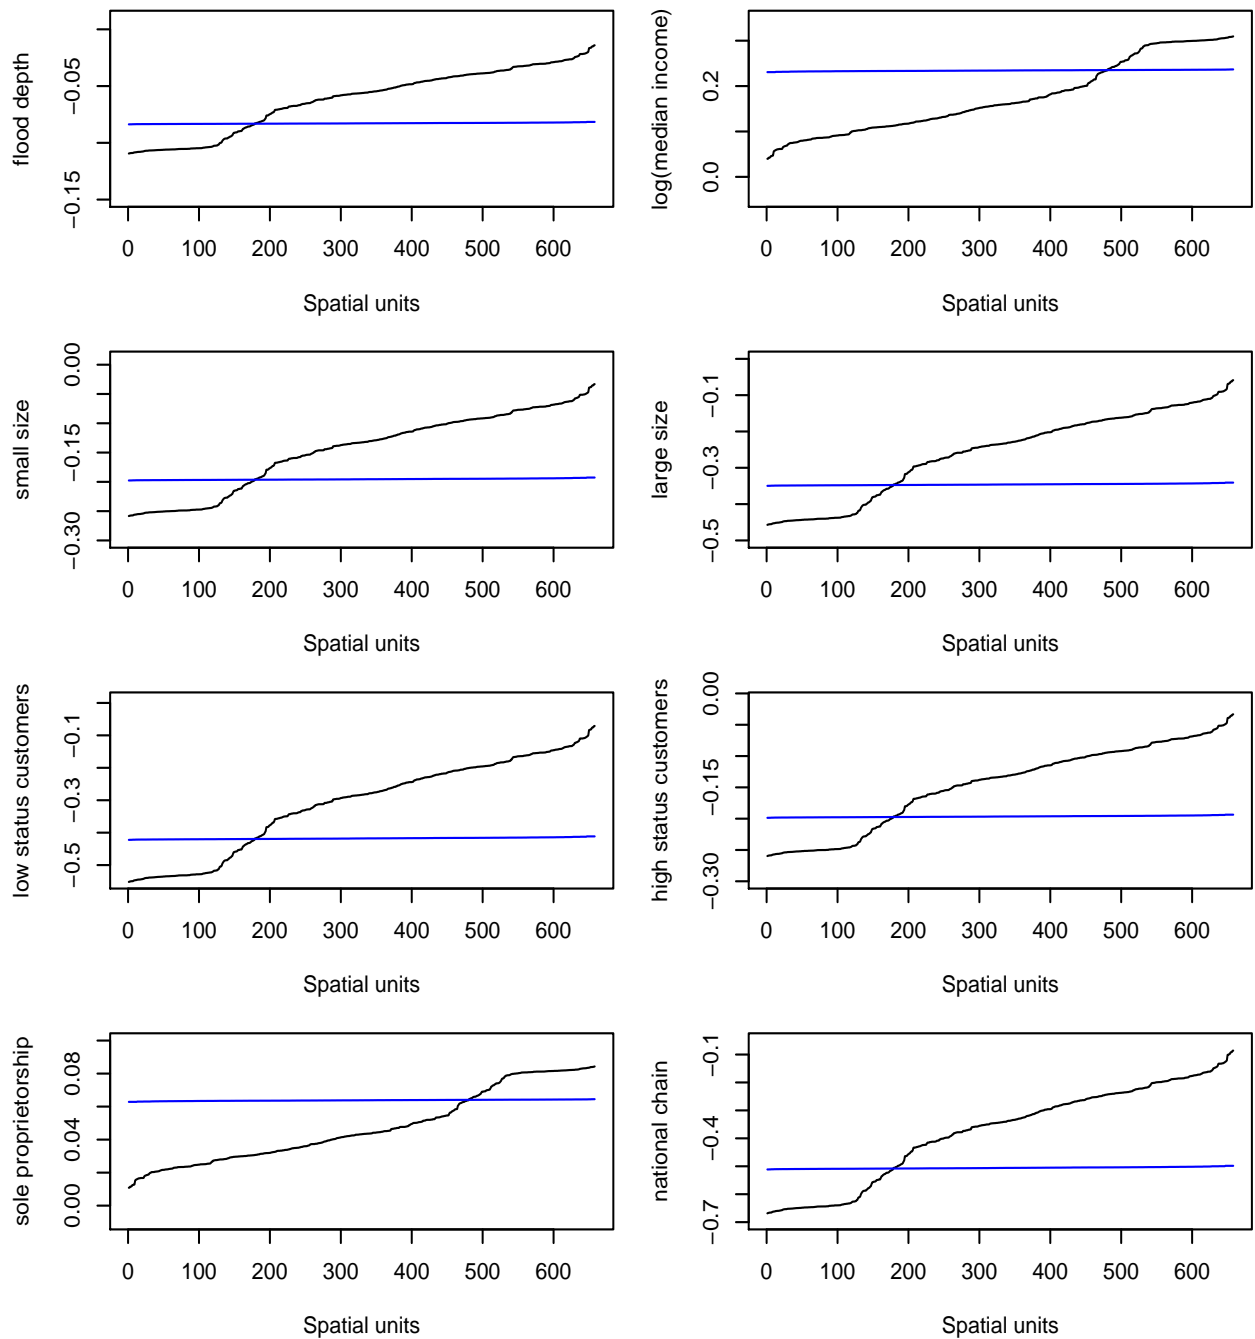 flood depth
−0.15
−0.05
0 100 200 300 400 500 600
Spatial units
log(median income)
0.0
0.2
0 100 200 300 400 500 600
Spatial units
small size
−0.30
−0.15
0.00
0 100 200 300 400 500 600
Spatial units
large size
−0.5
−0.3
−0.1
0 100 200 300 400 500 600
Spatial units
low status customers
−0.5
−0.3
−0.1
0 100 200 300 400 500 600
Spatial units
high status customers
−0.30
−0.15
0.00
0 100 200 300 400 500 600
Spatial units
sole proprietorship
0.00
0.04
0.08
0 100 200 300 400 500 600
Spatial units
national chain
−0.7
−0.4
−0.1
0 100 200 300 400 500 600
Spatial units